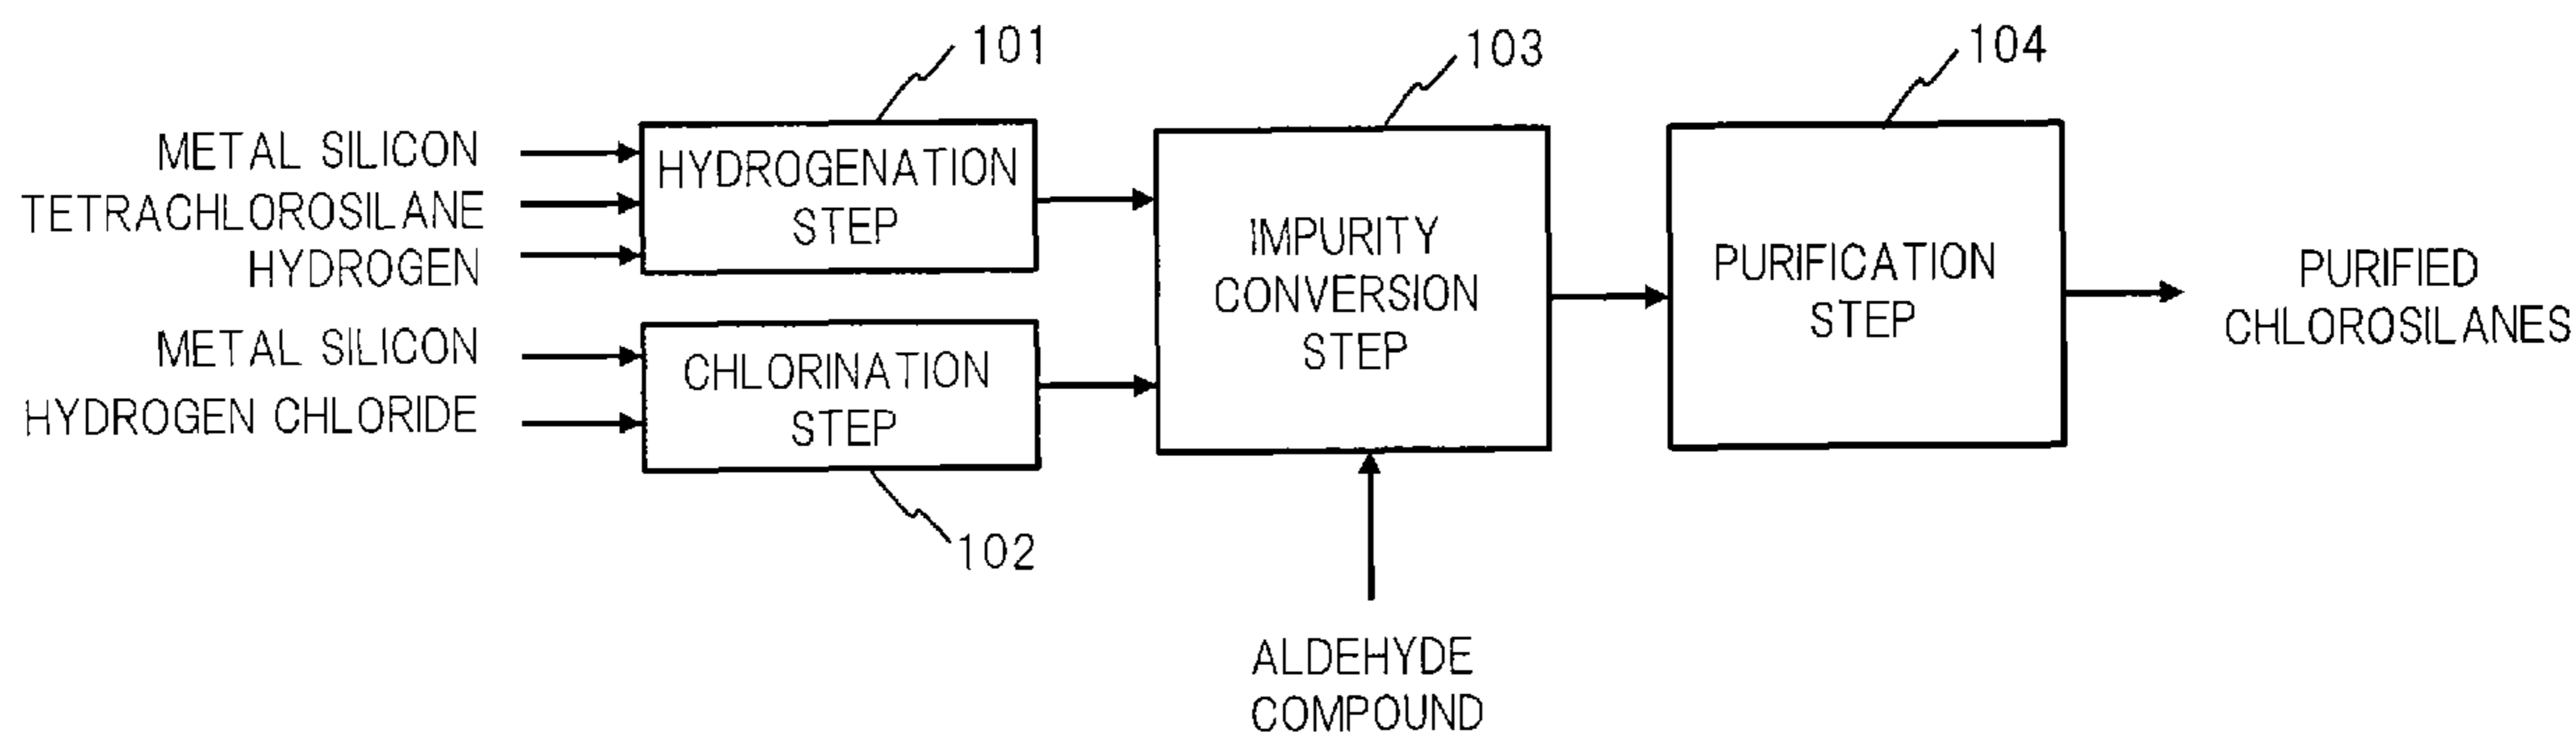 101
103
104
METAL SILICON
TETRACHLOROSILANE
HYDROGEN
HYDROGENATION
STEP
METAL SILICON
HYDROGEN CHLORIDE
CHLORINATION
STEP
102
IMPURITY
CONVERSION
STEP
ALDEHYDE
COMPOUND
PURIFICATION
STEP
PURIFIED
CHLOROSILANES